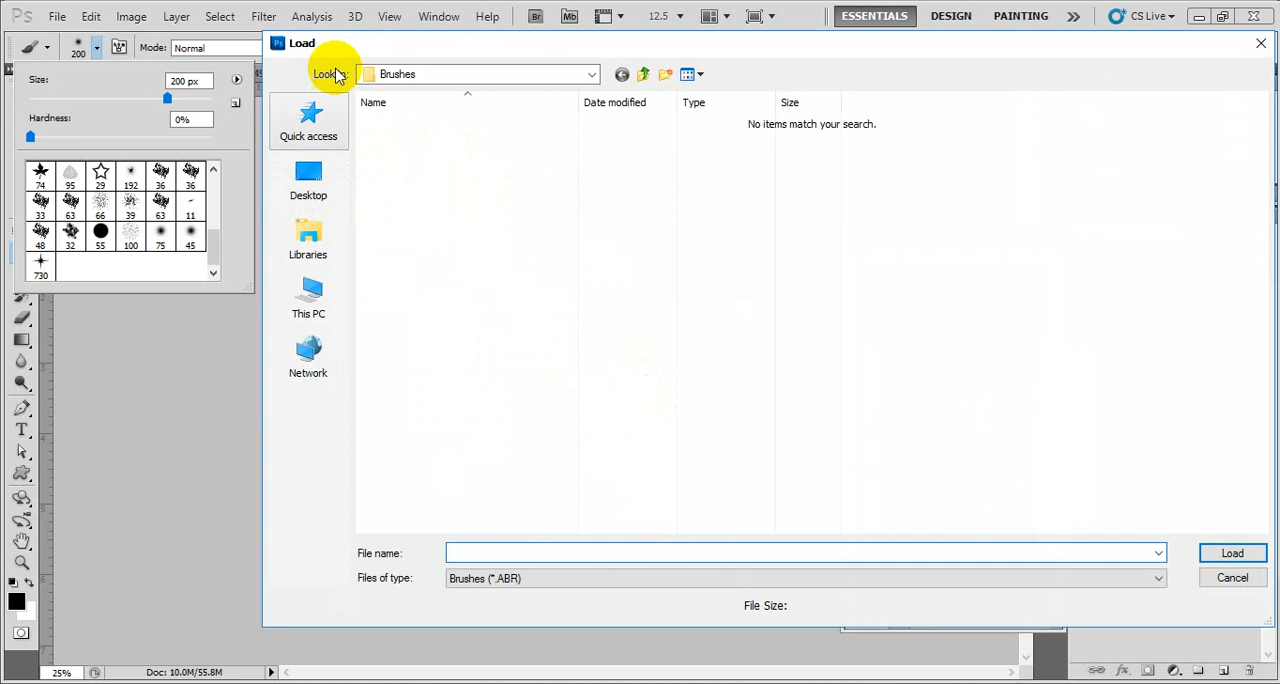 Ps File Edit Image Layer Select Filter Analysis 3D View Window Help Br Mb 12.5 ESSENTIALS DESIGN PAINTING CS Live
200 Mode: Normal
Load
Size: 200 px
Hardness: 0%
74 95 29 192 36 36
33 63 66 39 63 11
48 32 55 100 75 45
730
Brushes
Name Date modified Type Size
No items match your search.
Quick access
Desktop
Libraries
This PC
Network
File name: Load
Files of type: Brushes (*.ABR) Cancel
File Size:
25% Doc: 10.0M/55.8M